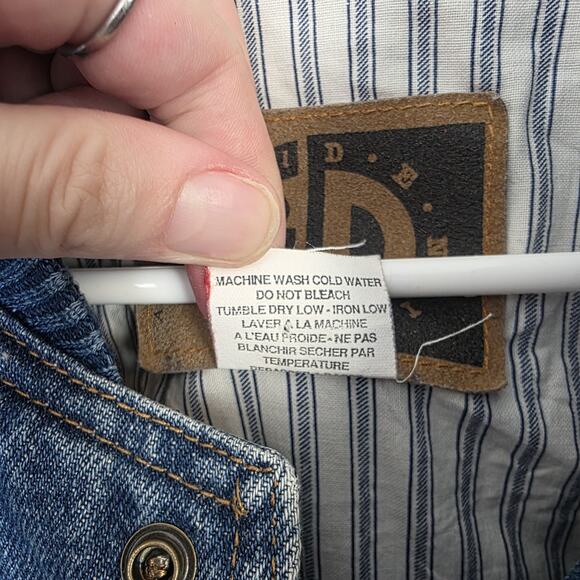 I·D·E·
D
MACHINE WASH COLD WATER
DO NOT BLEACH
TUMBLE DRY LOW - IRON LOW
LAVER A LA MACHINE
A L'EAU FROIDE - NE PAS
BLANCHIR SECHER PAR
TEMPERATURE